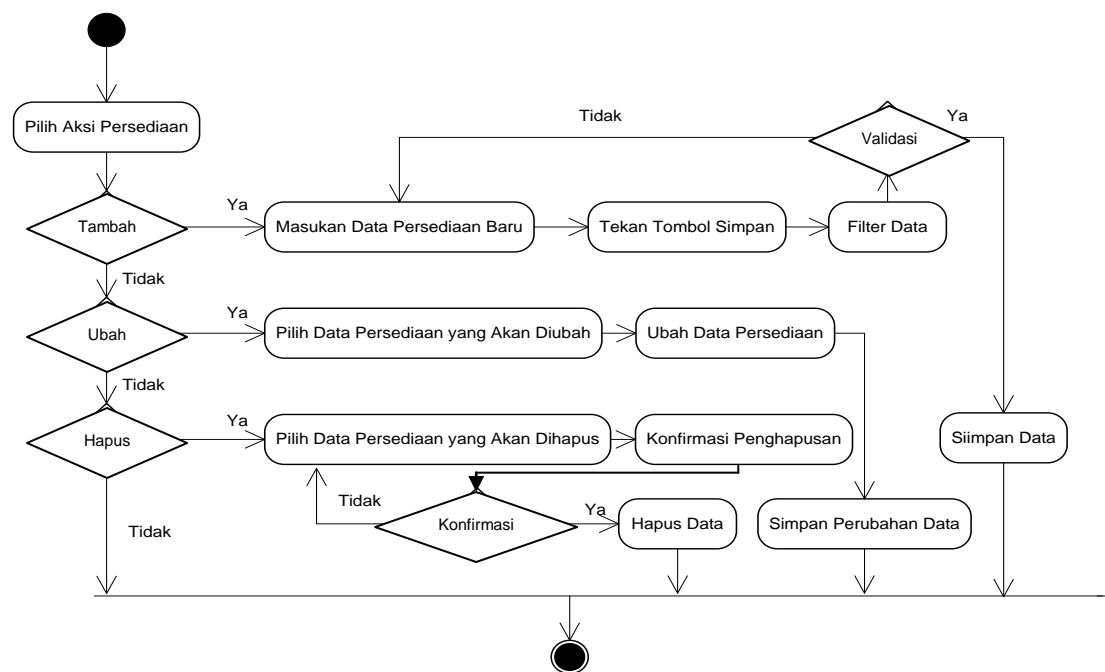 Pilih Aksi Persediaan
Tidak
Validasi
Ya
Tambah
Ya
Masukan Data Persediaan Baru
Tekan Tombol Simpan
Filter Data
Tidak
Ubah
Ya
Pilih Data Persediaan yang Akan Diubah
Ubah Data Persediaan
Tidak
Hapus
Ya
Pilih Data Persediaan yang Akan Dihapus
Konfirmasi Penghapusan
Siimpan Data
Tidak
Tidak
Konfirmasi
Ya
Hapus Data
Simpan Perubahan Data